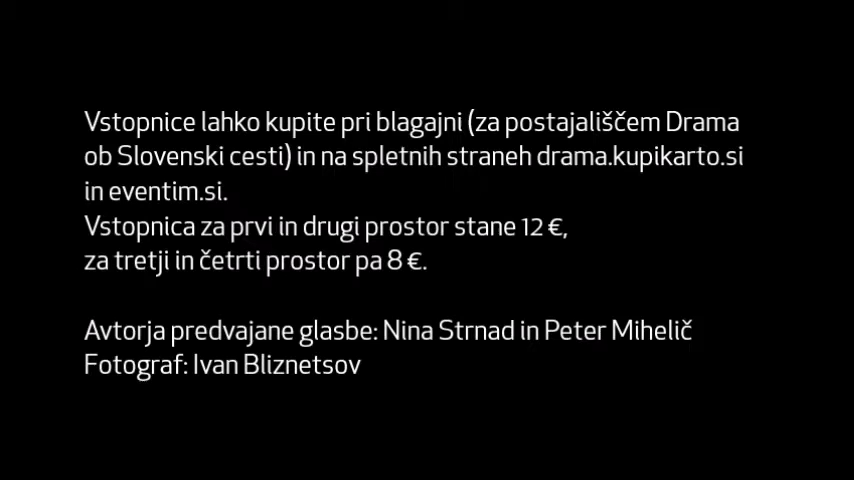 Vstopnice lahko kupite pri blagajni (za postajališčem Drama
ob Slovenski cesti) in na spletnih straneh drama.kupikarto.si
in eventim.si.
Vstopnica za prvi in drugi prostor stane 12 €,
za tretji in četrti prostor pa 8 €.
Avtorja predvajane glasbe: Nina Strnad in Peter Mihelič
Fotograf: Ivan Bliznetsov